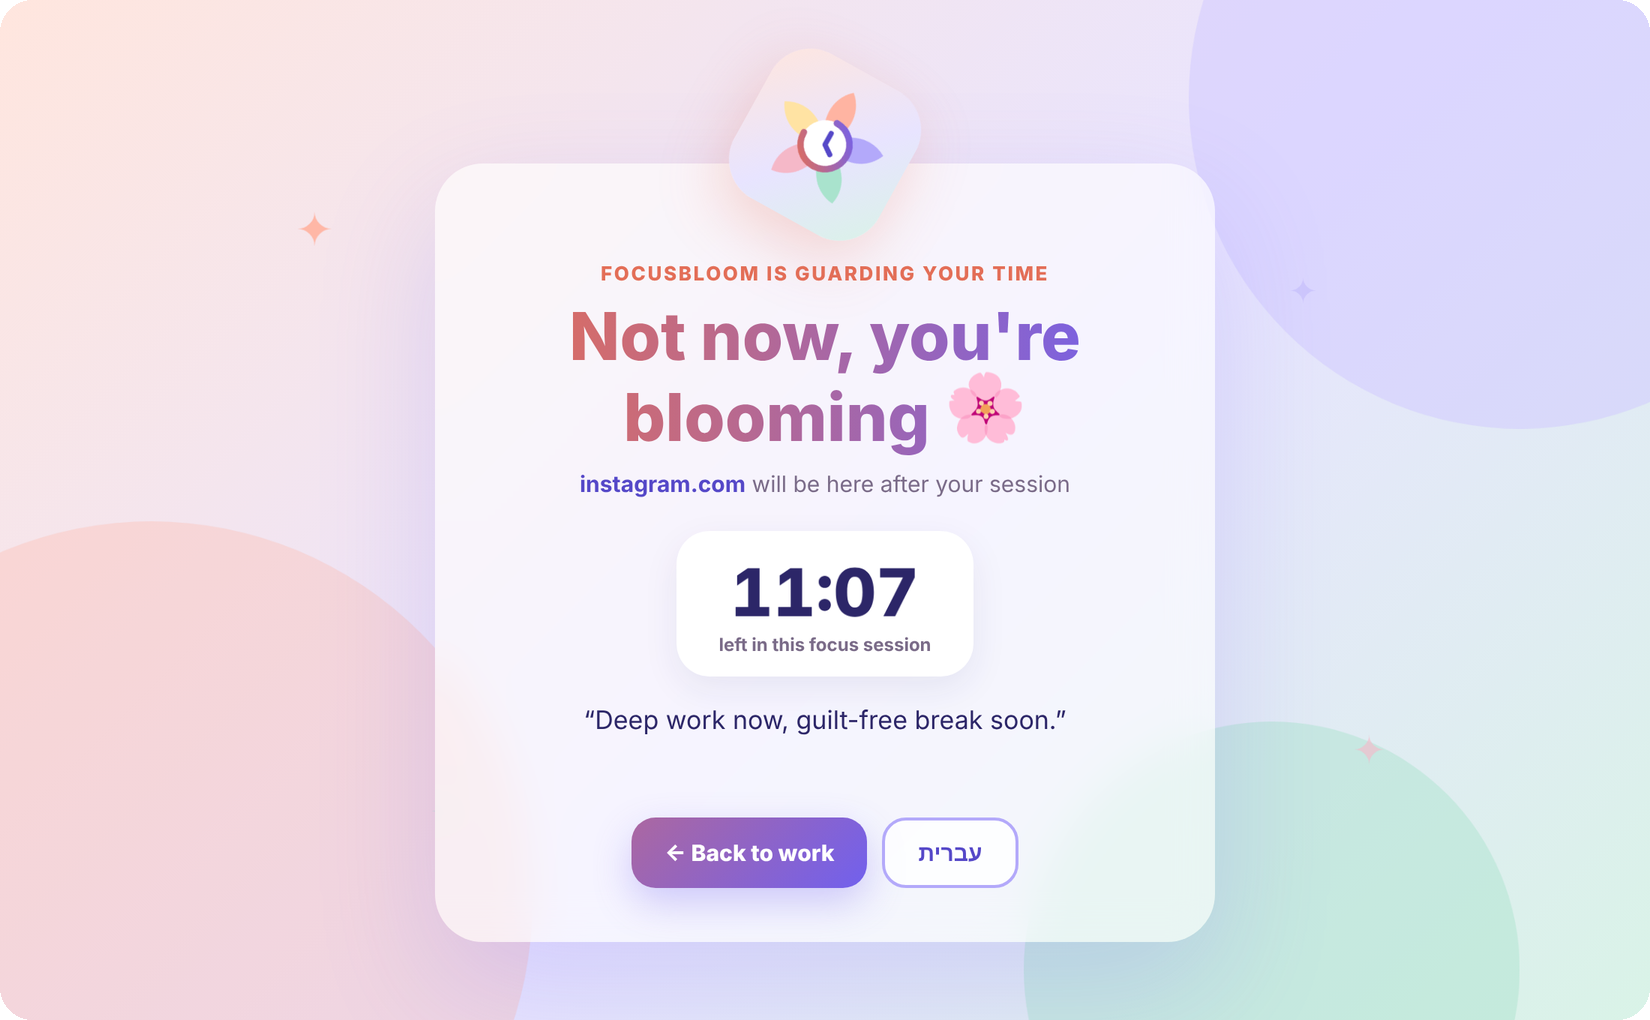 FOCUSBLOOM IS GUARDING YOUR TIME
Not now, you're
blooming 🌸
instagram.com will be here after your session
11:07
left in this focus session
“Deep work now, guilt-free break soon.”
← Back to work
עברית